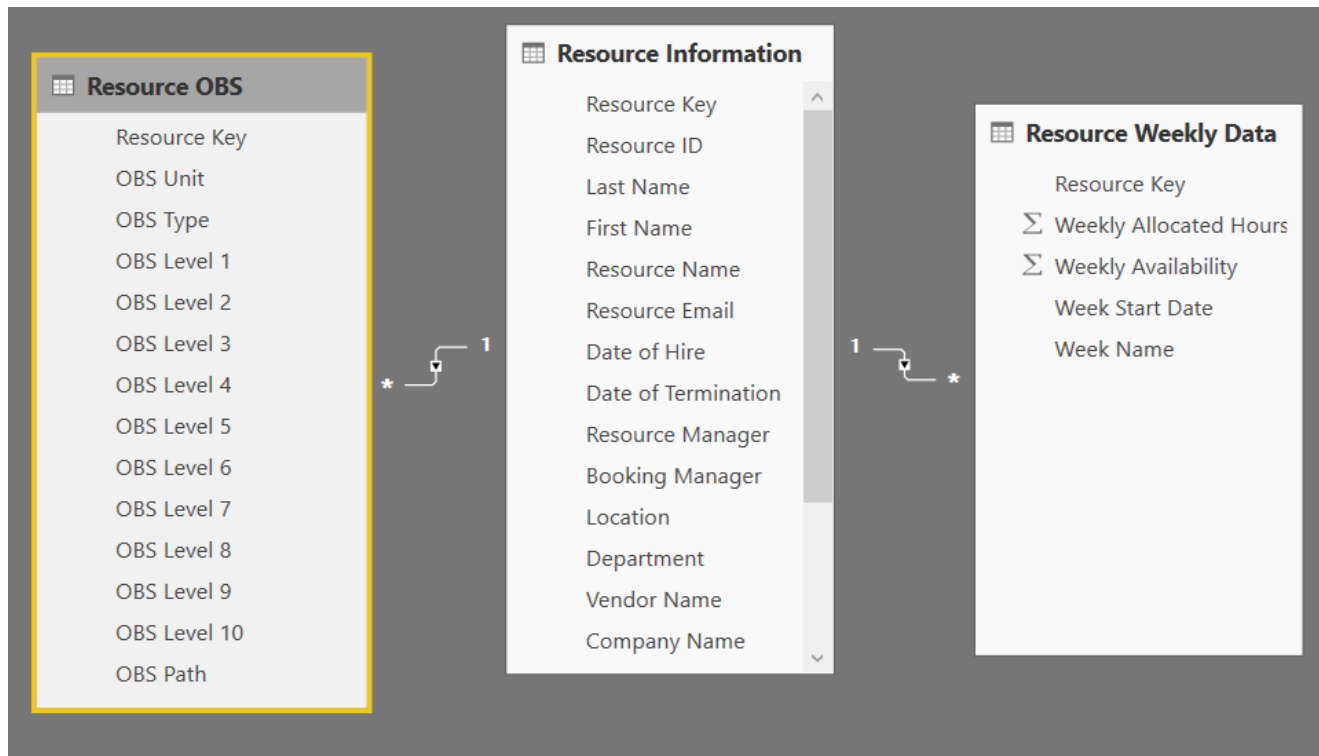 Resource OBS
Resource Key
OBS Unit
OBS Type
OBS Level 1
OBS Level 2
OBS Level 3
OBS Level 4
OBS Level 5
OBS Level 6
OBS Level 7
OBS Level 8
OBS Level 9
OBS Level 10
OBS Path
* 1
Resource Information
Resource Key
Resource ID
Last Name
First Name
Resource Name
Resource Email
Date of Hire
Date of Termination
Resource Manager
Booking Manager
Location
Department
Vendor Name
Company Name
1 *
Resource Weekly Data
Resource Key
Σ Weekly Allocated Hours
Σ Weekly Availability
Week Start Date
Week Name